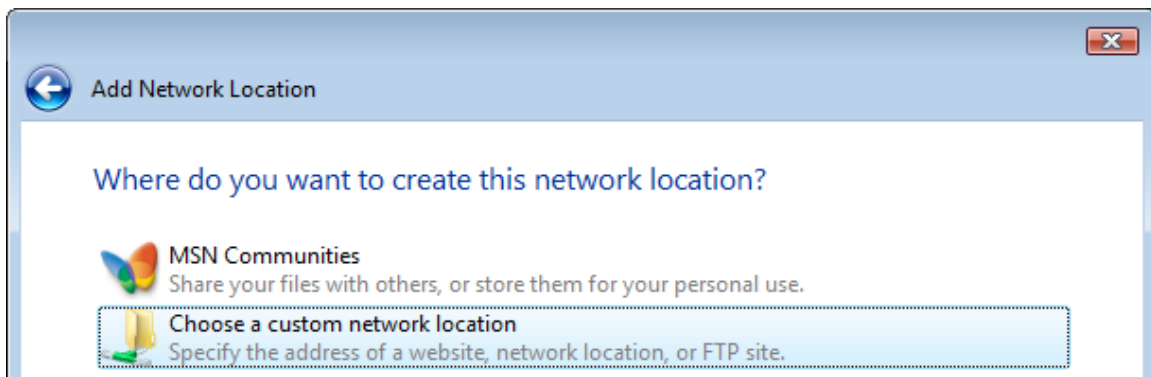 Add Network Location
Where do you want to create this network location?
MSN Communities
Share your files with others, or store them for your personal use.
Choose a custom network location
Specify the address of a website, network location, or FTP site.